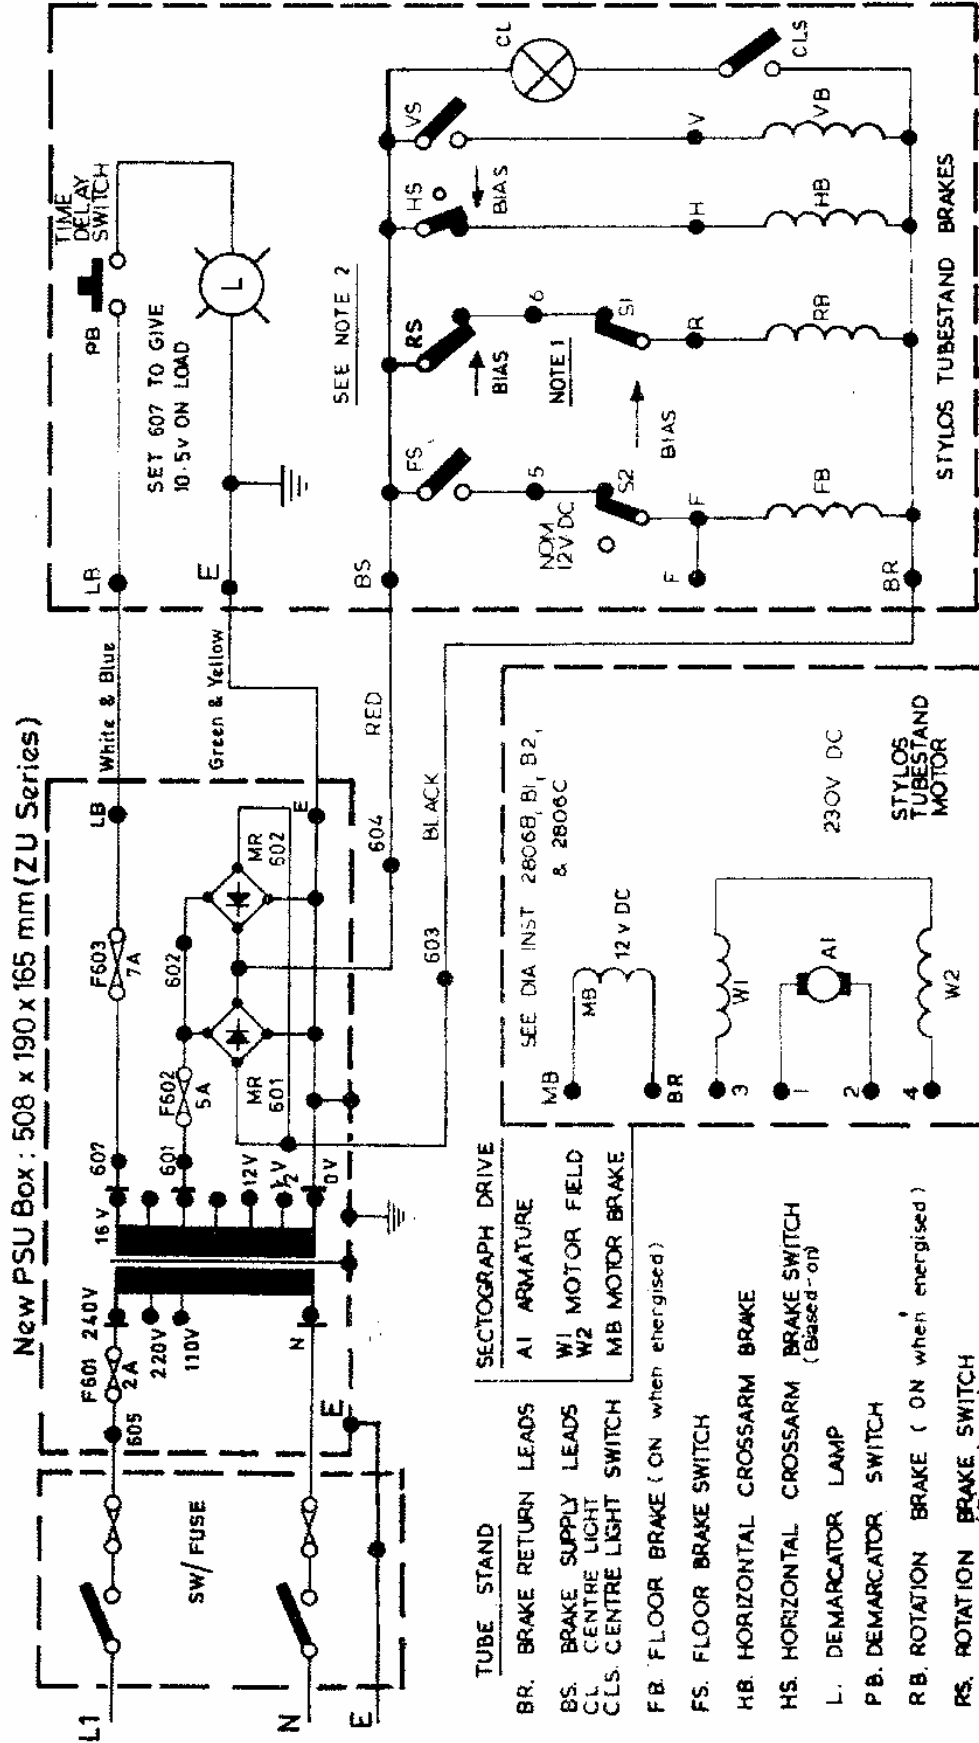 New PSU Box : 508 x 190 x 165 mm (ZU Series)
L1
N
E
SW/FUSE
605
F601
2A
240V
220V
110V
N
E
16V
607
601
12V
½V
0V
F602
5A
F603
7A
602
MR
601
MR
602
LB
E
White & Blue
Green & Yellow
604
RED
603
BLACK
LB
E
BS
BR
PB
TIME
DELAY
SWITCH
L
SET 607 TO GIVE
10.5V ON LOAD
SEE NOTE 2
FS
RS
HS
VS
CL
CLS
BIAS
BIAS
5
6
NOM
12V DC
NOTE 1
S2
S1
BIAS
F
F
R
H
V
FB
RB
HB
VB
STYLOS TUBESTAND BRAKES
SEE DIA INST 2806B, B1, B2,
& 2806C
MB
MB
12V DC
BR
3
W1
1
A1
2
4
W2
230V DC
STYLOS
TUBESTAND
MOTOR
SECTOGRAPH DRIVE
A1 ARMATURE
W1
W2 MOTOR FIELD
MB MOTOR BRAKE
TUBE STAND
BR. BRAKE RETURN LEADS
BS. BRAKE SUPPLY LEADS
CL. CENTRE LIGHT
CLS. CENTRE LIGHT SWITCH
FB. FLOOR BRAKE (ON when energised)
FS. FLOOR BRAKE SWITCH
HB. HORIZONTAL CROSSARM BRAKE
HS. HORIZONTAL CROSSARM BRAKE SWITCH
(Biased-on)
L. DEMARCATOR LAMP
PB. DEMARCATOR SWITCH
RB. ROTATION BRAKE (ON when energised)
RS. ROTATION BRAKE SWITCH